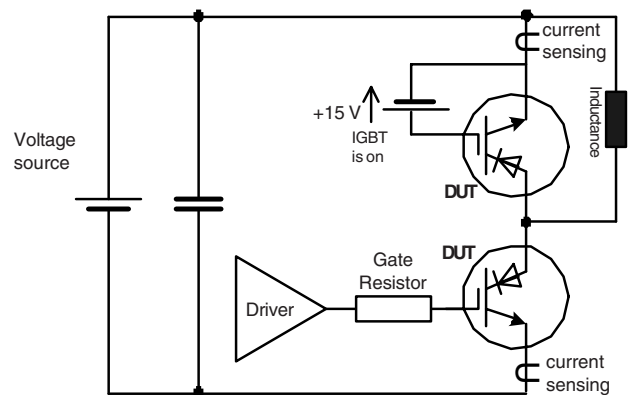 current
sensing
+15 V
IGBT
is on
Inductance
Voltage
source
DUT
DUT
Gate
Resistor
Driver
current
sensing